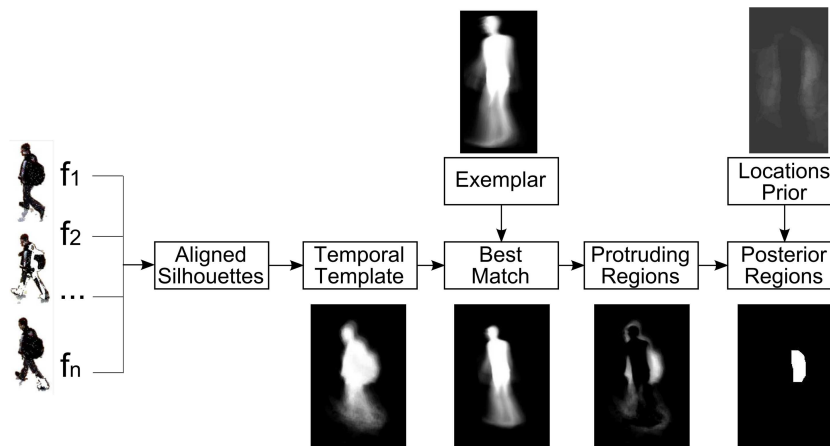 f1
f2
...
fn
Aligned
Silhouettes
Temporal
Template
Exemplar
Best
Match
Protruding
Regions
Locations
Prior
Posterior
Regions